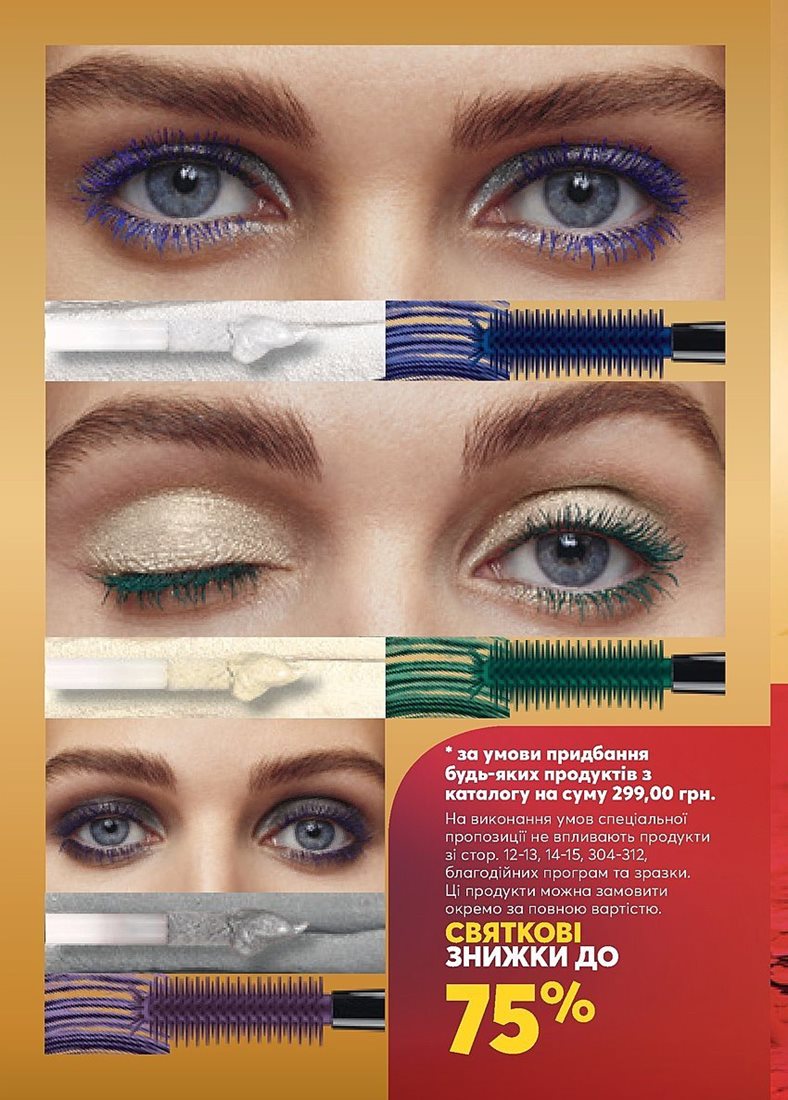 * за умови придбання
будь-яких продуктів з
каталогу на суму 299,00 грн.
На виконання умов спеціальної
пропозиції не впливають продукти
зі стор. 12-13, 14-15, 304-312,
благодійних програм та зразки.
Ці продукти можна замовити
окремо за повною вартістю.
СВЯТКОВІ
ЗНИЖКИ ДО
75%